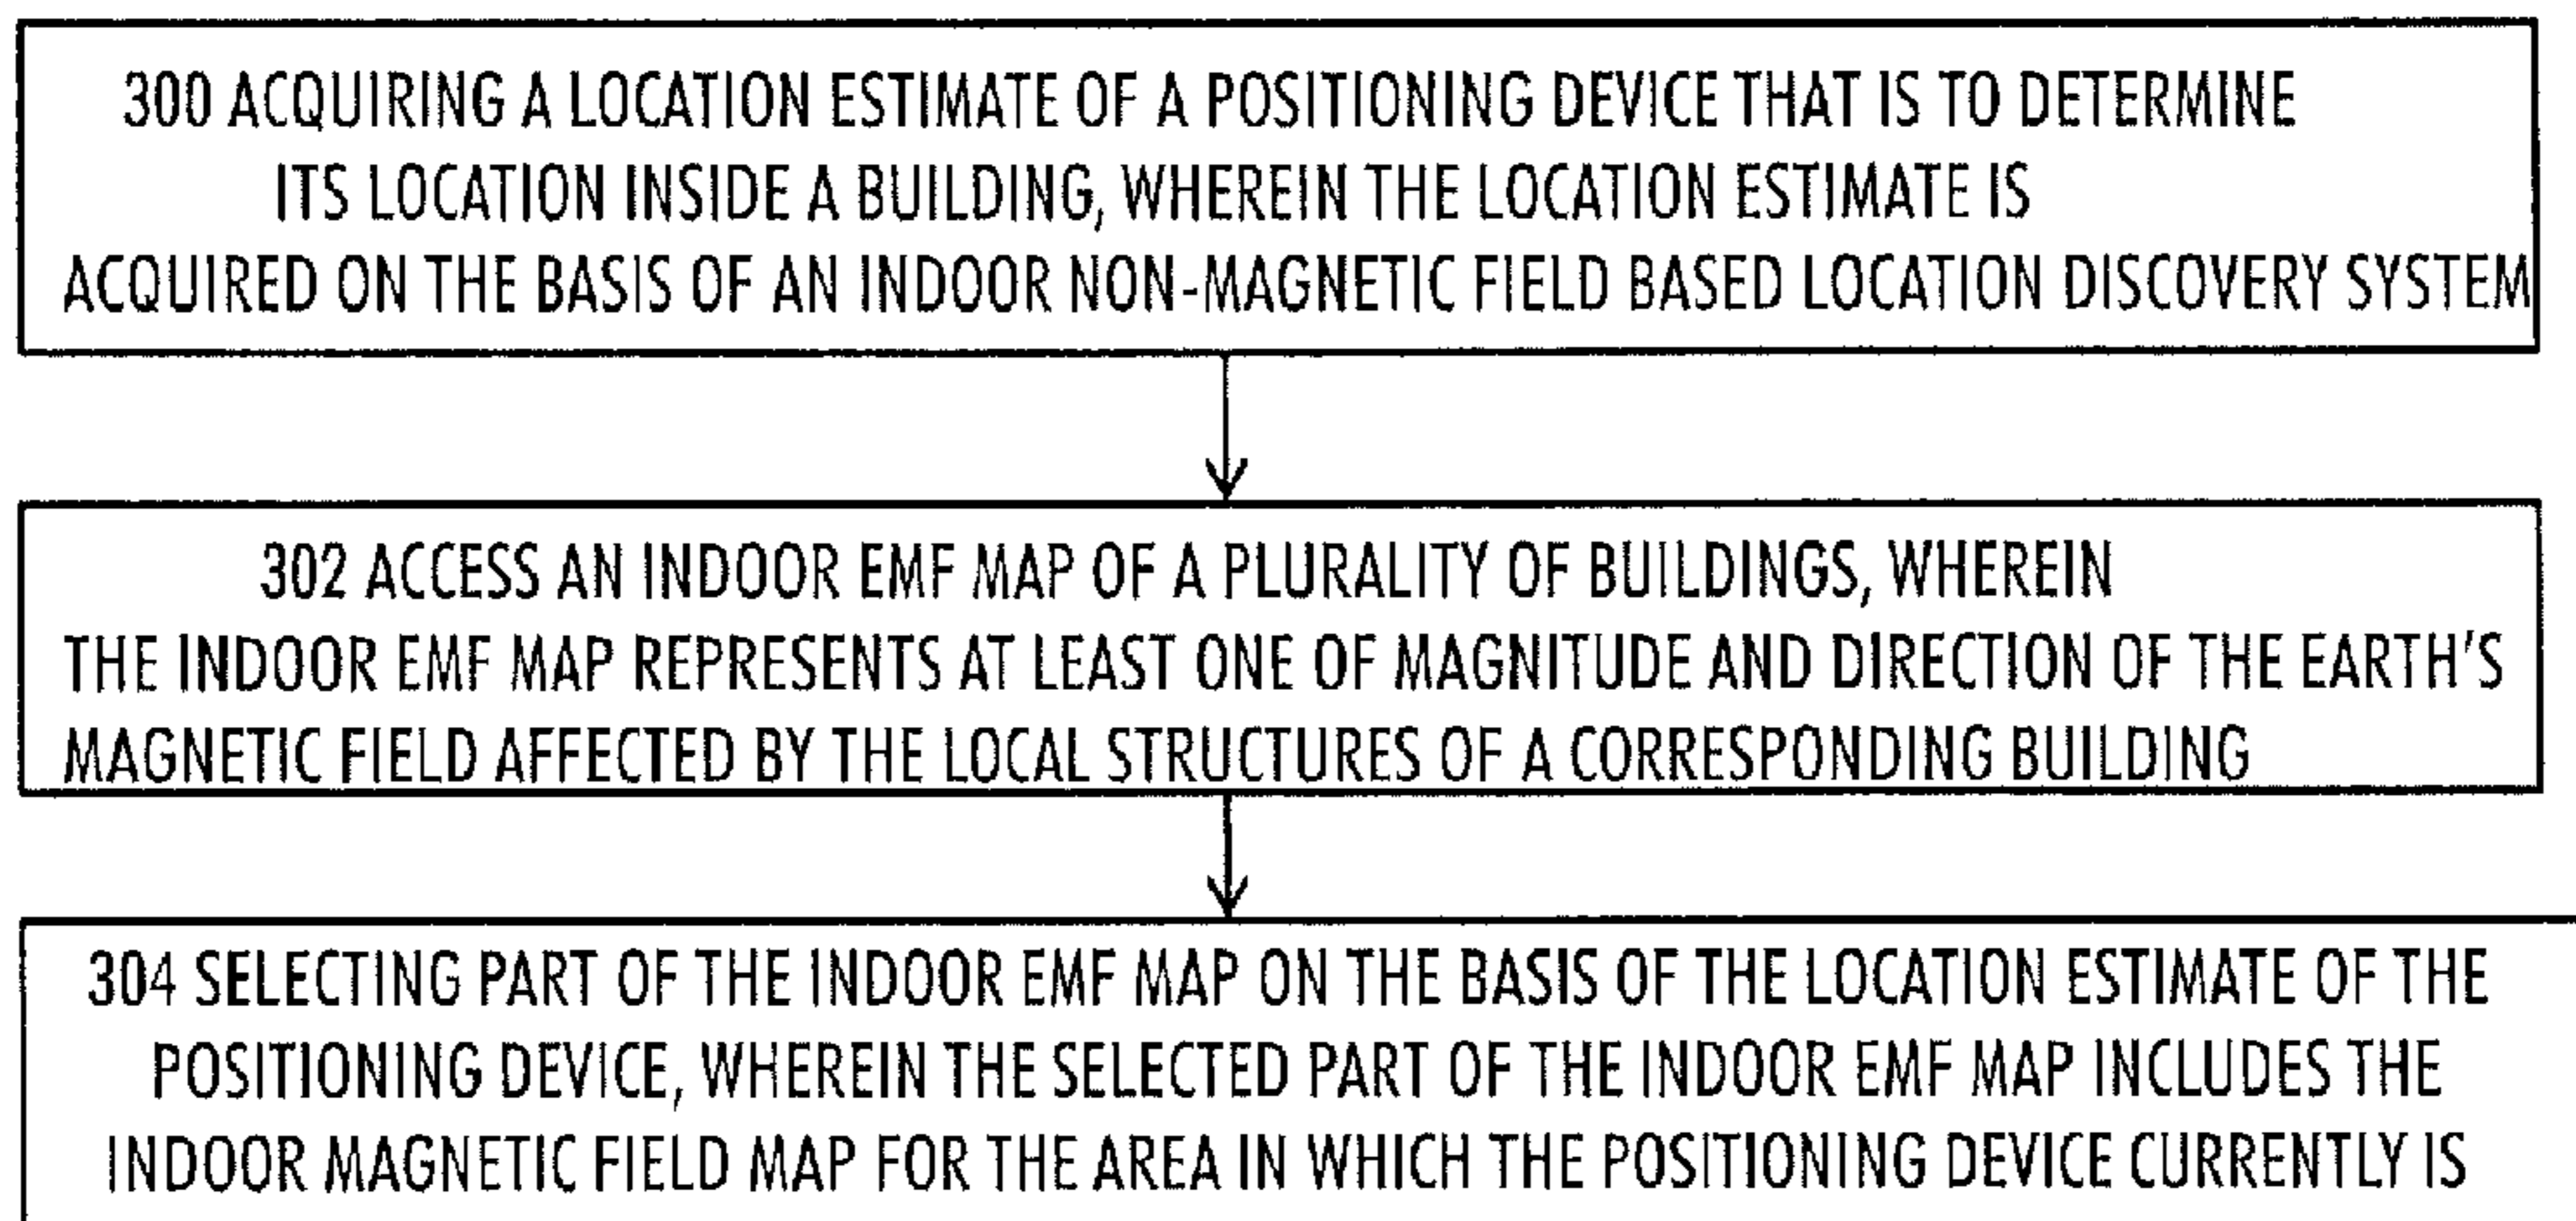 300 ACQUIRING A LOCATION ESTIMATE OF A POSITIONING DEVICE THAT IS TO DETERMINE
ITS LOCATION INSIDE A BUILDING, WHEREIN THE LOCATION ESTIMATE IS
ACQUIRED ON THE BASIS OF AN INDOOR NON-MAGNETIC FIELD BASED LOCATION DISCOVERY SYSTEM
302 ACCESS AN INDOOR EMF MAP OF A PLURALITY OF BUILDINGS, WHEREIN
THE INDOOR EMF MAP REPRESENTS AT LEAST ONE OF MAGNITUDE AND DIRECTION OF THE EARTH'S
MAGNETIC FIELD AFFECTED BY THE LOCAL STRUCTURES OF A CORRESPONDING BUILDING
304 SELECTING PART OF THE INDOOR EMF MAP ON THE BASIS OF THE LOCATION ESTIMATE OF THE
POSITIONING DEVICE, WHEREIN THE SELECTED PART OF THE INDOOR EMF MAP INCLUDES THE
INDOOR MAGNETIC FIELD MAP FOR THE AREA IN WHICH THE POSITIONING DEVICE CURRENTLY IS